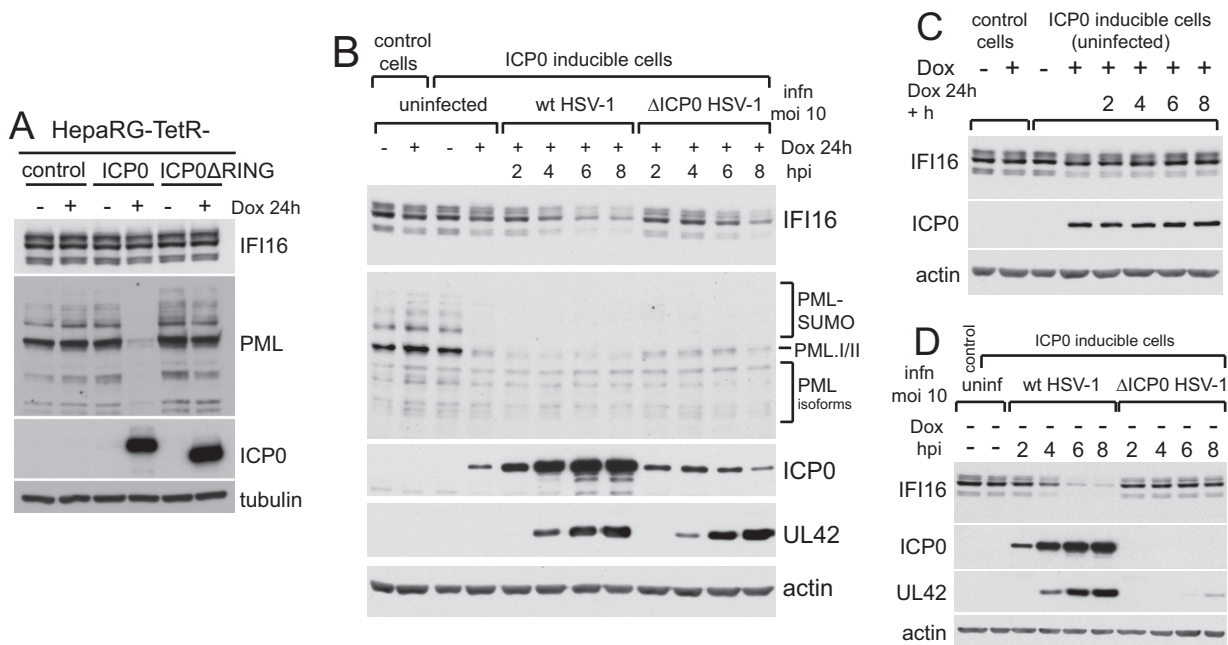 A HepaRG-TetR-
control ICP0 ICP0ΔRING
- + - + - + Dox 24h
IFI16
PML
ICP0
tubulin
B control cells
ICP0 inducible cells
infn
moi 10
uninfected wt HSV-1 ΔICP0 HSV-1
- + - + + + + + + + + + Dox 24h
2 4 6 8 2 4 6 8 hpi
IFI16
PML-
SUMO
PML.I/II
PML
isoforms
ICP0
UL42
actin
C control cells
ICP0 inducible cells
(uninfected)
Dox - + - + + + + +
Dox 24h
+ h 2 4 6 8
IFI16
ICP0
actin
D control
ICP0 inducible cells
infn
moi 10
uninf wt HSV-1 ΔICP0 HSV-1
Dox - - - - - - - - - -
hpi - - 2 4 6 8 2 4 6 8
IFI16
ICP0
UL42
actin